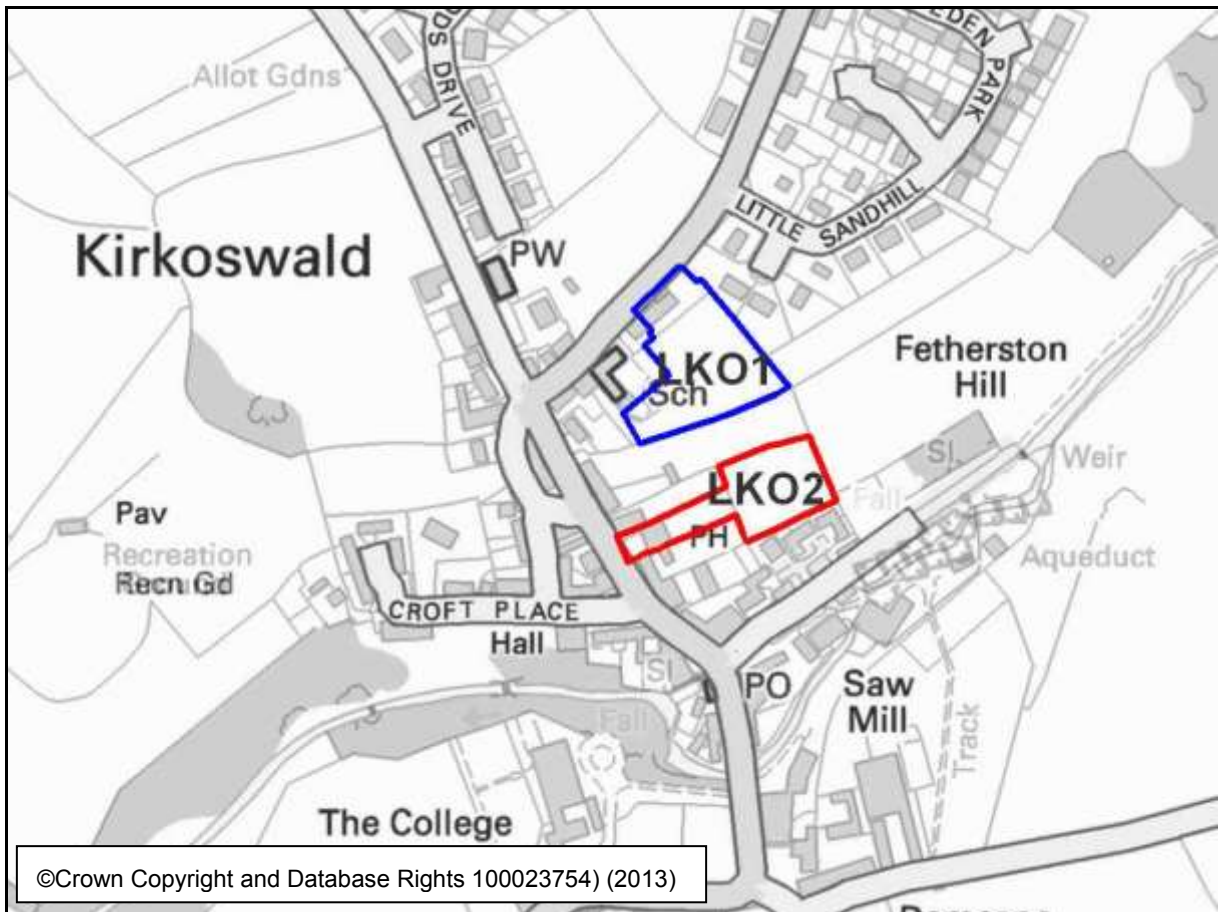 Allot Gdns
DS DRIVE
EDEN PARK
LITTLE SANDHILL
Kirkoswald
PW
LKO1
Sch
Fetherston
Hill
LKO2
PH
Sl
Weir
Fall
Pav
Recreation
Recn Gd
Aqueduct
CROFT PLACE
Hall
Sl
PO
Saw
Mill
Fall
Track
The College
©Crown Copyright and Database Rights 100023754) (2013)